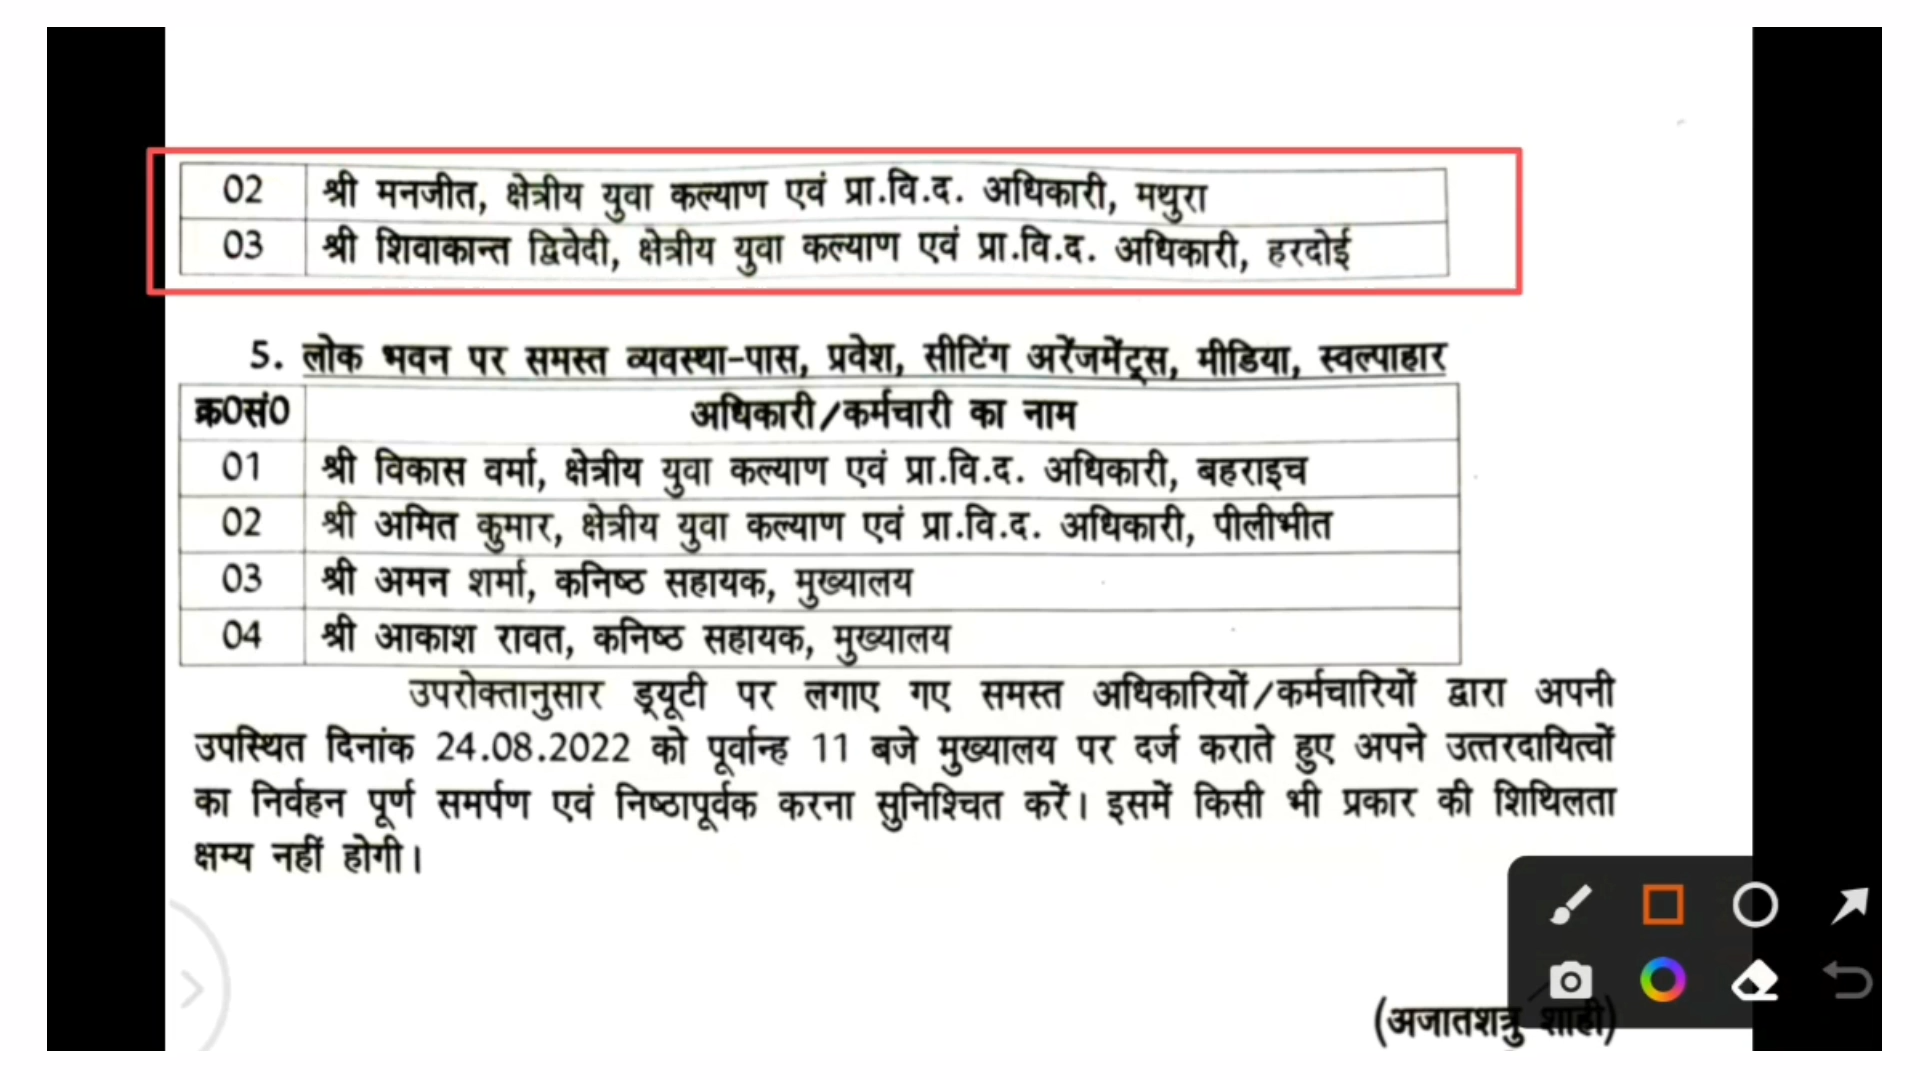 02 श्री मनजीत, क्षेत्रीय युवा कल्याण एवं प्रा.वि.द. अधिकारी, मथुरा
03 श्री शिवाकान्त द्विवेदी, क्षेत्रीय युवा कल्याण एवं प्रा.वि.द. अधिकारी, हरदोई
5. लोक भवन पर समस्त व्यवस्था-पास, प्रवेश, सीटिंग अरेंजमेंट्स, मीडिया, स्वल्पाहार
क्र0सं0 अधिकारी/कर्मचारी का नाम
01 श्री विकास वर्मा, क्षेत्रीय युवा कल्याण एवं प्रा.वि.द. अधिकारी, बहराइच
02 श्री अमित कुमार, क्षेत्रीय युवा कल्याण एवं प्रा.वि.द. अधिकारी, पीलीभीत
03 श्री अमन शर्मा, कनिष्ठ सहायक, मुख्यालय
04 श्री आकाश रावत, कनिष्ठ सहायक, मुख्यालय
उपरोक्तानुसार ड्यूटी पर लगाए गए समस्त अधिकारियों/कर्मचारियों द्वारा अपनी
उपस्थित दिनांक 24.08.2022 को पूर्वान्ह 11 बजे मुख्यालय पर दर्ज कराते हुए अपने उत्तरदायित्वों
का निर्वहन पूर्ण समर्पण एवं निष्ठापूर्वक करना सुनिश्चित करें। इसमें किसी भी प्रकार की शिथिलता
क्षम्य नहीं होगी।
(अजातशत्रु शाही)